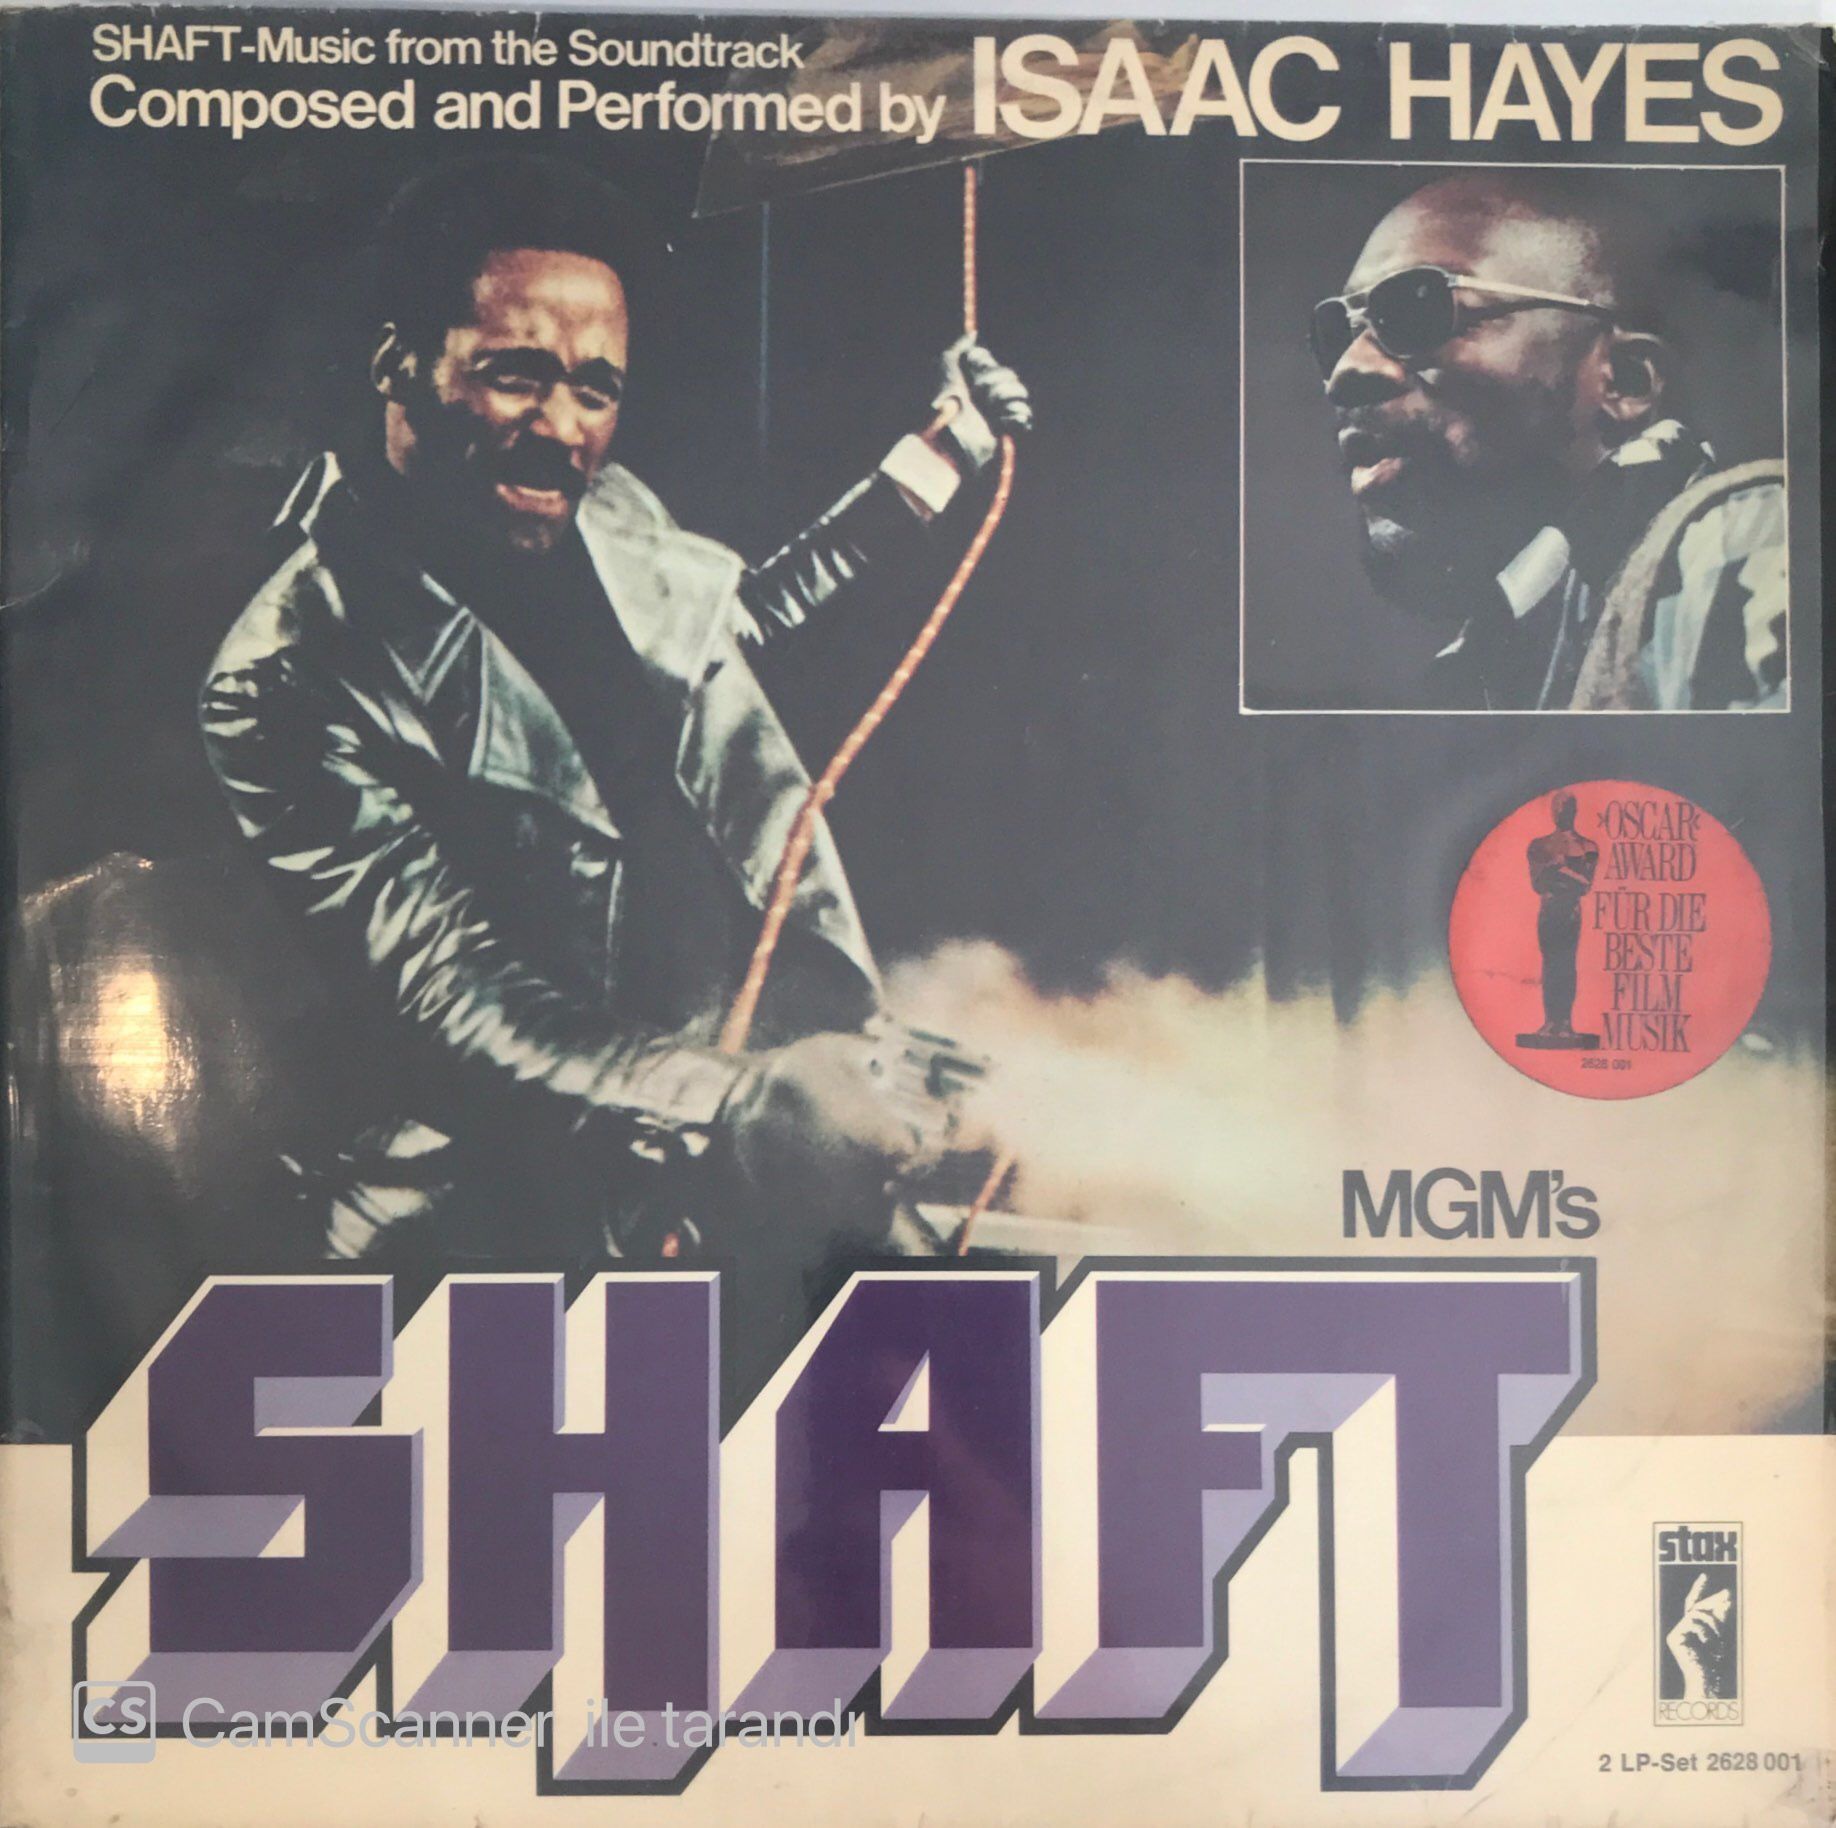 SHAFT-Music from the Soundtrack
Composed and Performed by ISAAC HAYES
›OSCAR‹
AWARD
FÜR DIE
BESTE
FILM
MUSIK
2628 001
MGM's
SHAFT
stax
RECORDS
2 LP-Set 2628 001
CS CamScanner ile tarandı